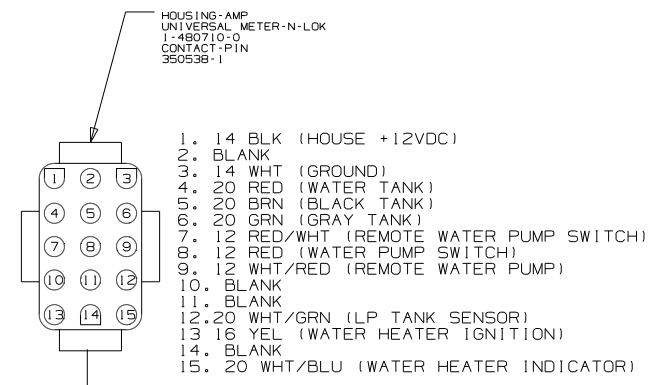 HOUSING-AMP
UNIVERSAL METER-N-LOK
1-480710-0
CONTACT-PIN
350538-1
1. 14 BLK (HOUSE +12VDC)
2. BLANK
3. 14 WHT (GROUND)
4. 20 RED (WATER TANK)
5. 20 BRN (BLACK TANK)
6. 20 GRN (GRAY TANK)
7. 12 RED/WHT (REMOTE WATER PUMP SWITCH)
8. 12 RED (WATER PUMP SWITCH)
9. 12 WHT/RED (REMOTE WATER PUMP)
10. BLANK
11. BLANK
12.20 WHT/GRN (LP TANK SENSOR)
13 16 YEL (WATER HEATER IGNITION)
14. BLANK
15. 20 WHT/BLU (WATER HEATER INDICATOR)
1 2 3
4 5 6
7 8 9
10 11 12
13 14 15